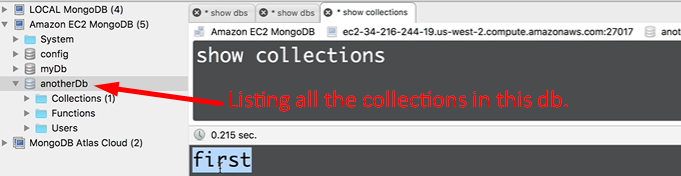 LOCAL MongoDB (4)
Amazon EC2 MongoDB (5)
System
config
myDb
anotherDb
Collections (1)
Functions
Users
MongoDB Atlas Cloud (2)
* show dbs
* show dbs
* show collections
Amazon EC2 MongoDB
ec2-34-216-244-19.us-west-2.compute.amazonaws.com:27017
show collections
Listing all the collections in this db.
0.215 sec.
first